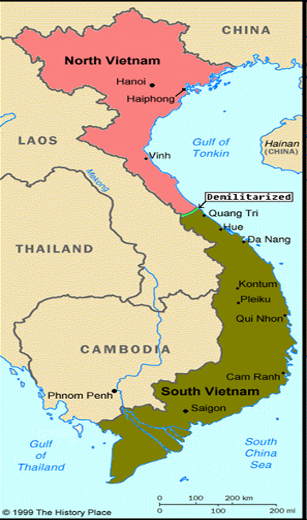 CHINA
North Vietnam
Hanoi
Haiphong
LAOS
Gulf of
Tonkin
Hainan
(CHINA)
Vinh
Mekong
Demilitarized
Quang Tri
Hue
Da Nang
THAILAND
Kontum
Pleiku
Qui Nhon
CAMBODIA
Cam Ranh
South Vietnam
Phnom Penh
Saigon
Gulf
of
Thailand
South
China
Sea
0 100 200 km
0 100 200 mi
© 1999 The History Place